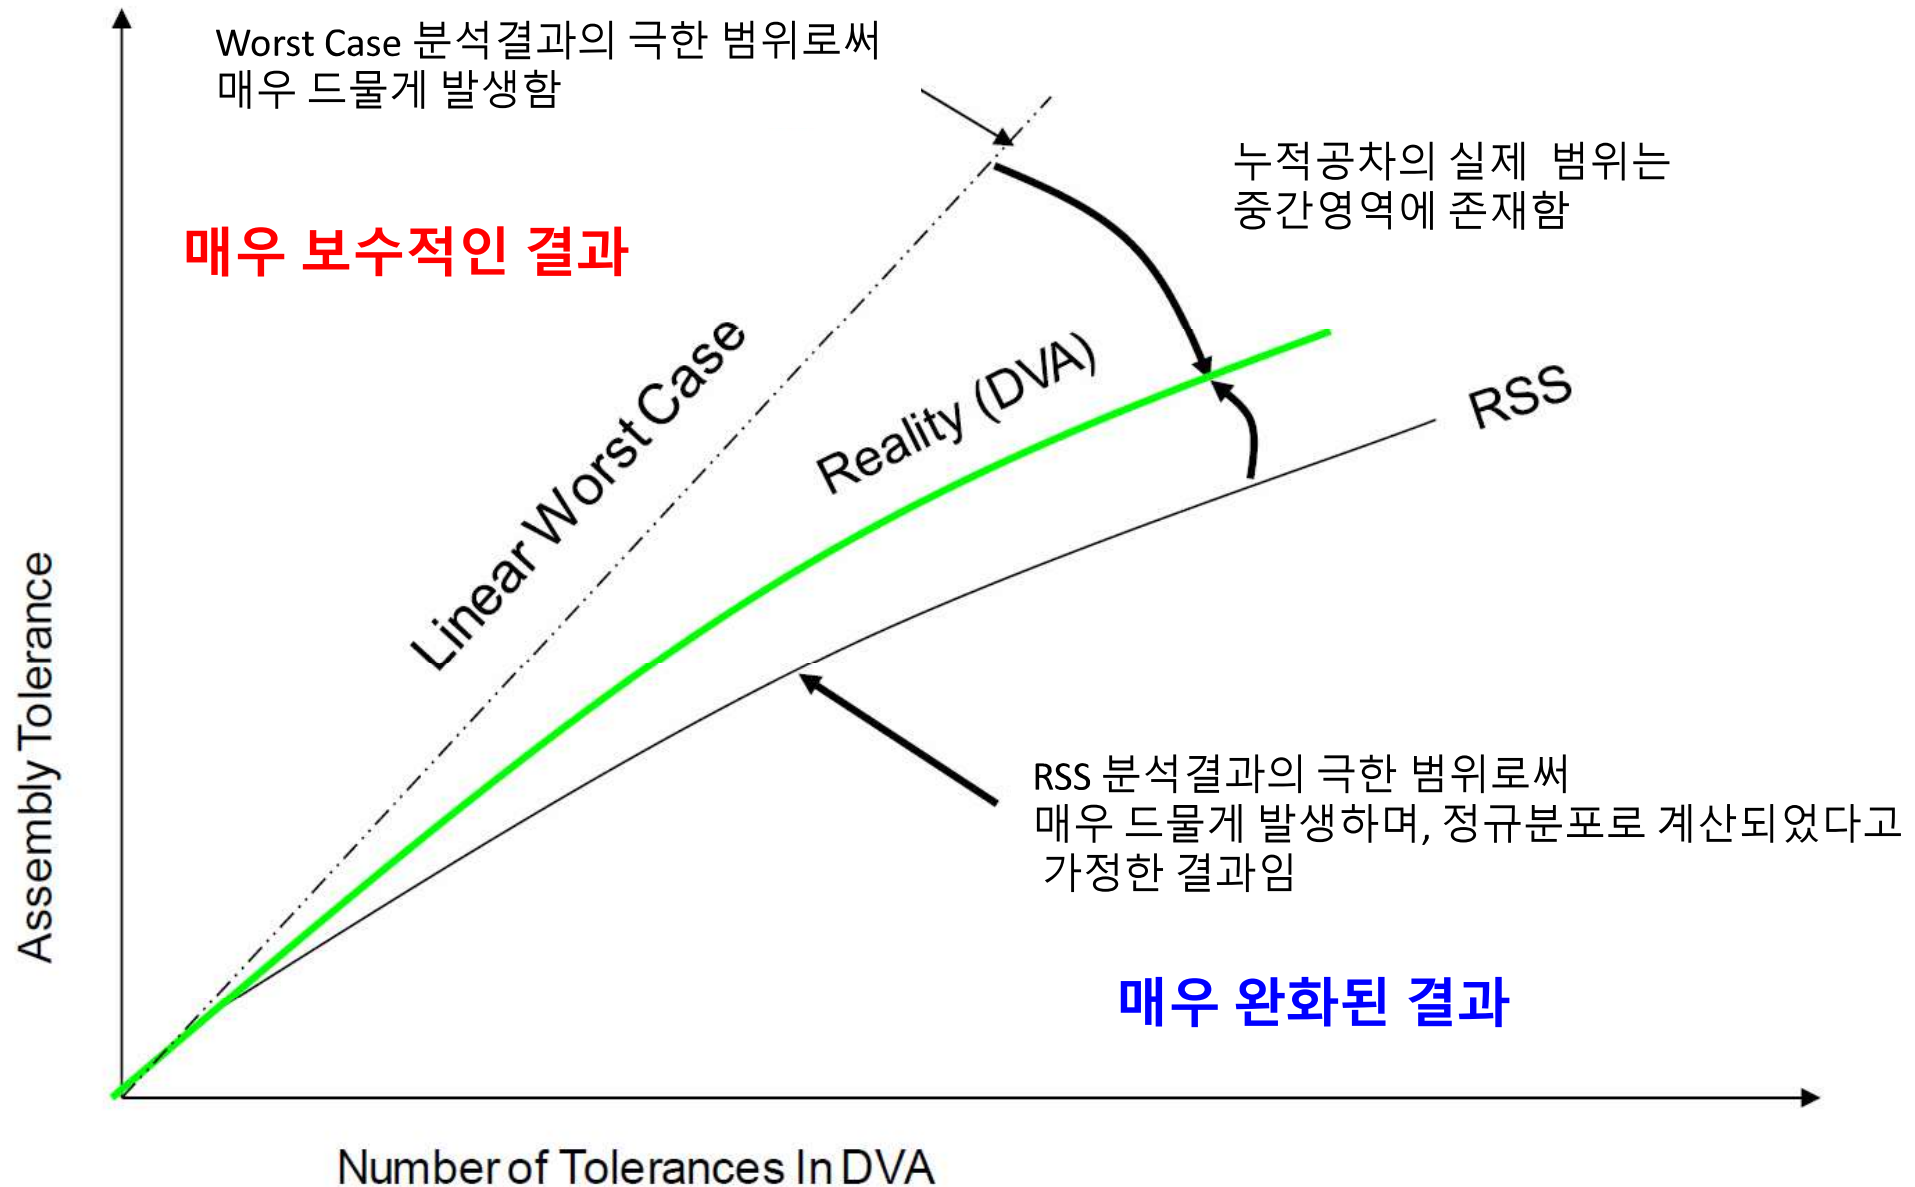 Worst Case 분석결과의 극한 범위로써
매우 드물게 발생함
누적공차의 실제 범위는
중간영역에 존재함
매우 보수적인 결과
Linear Worst Case
Reality (DVA)
RSS
RSS 분석결과의 극한 범위로써
매우 드물게 발생하며, 정규분포로 계산되었다고
가정한 결과임
매우 완화된 결과
Assembly Tolerance
Number of Tolerances In DVA